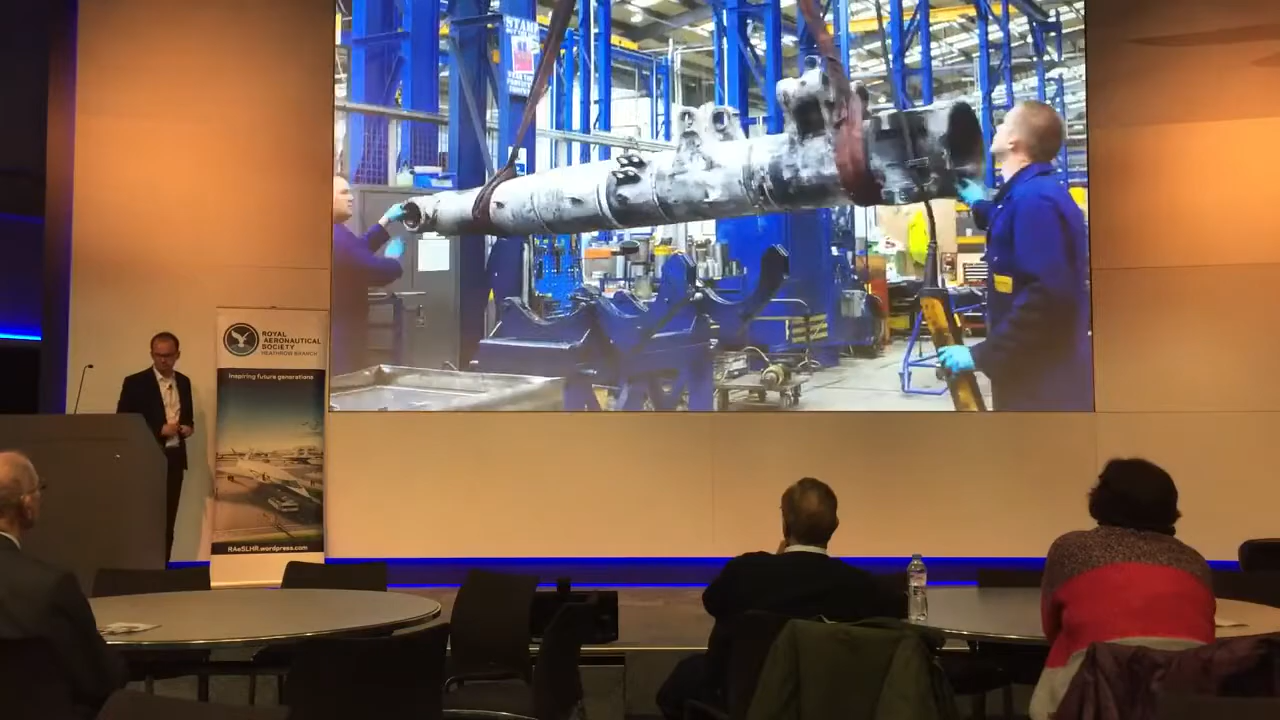 ROYAL
AERONAUTICAL
SOCIETY
HEATHROW BRANCH
Inspiring future generations
RAeSLHR.wordpress.com